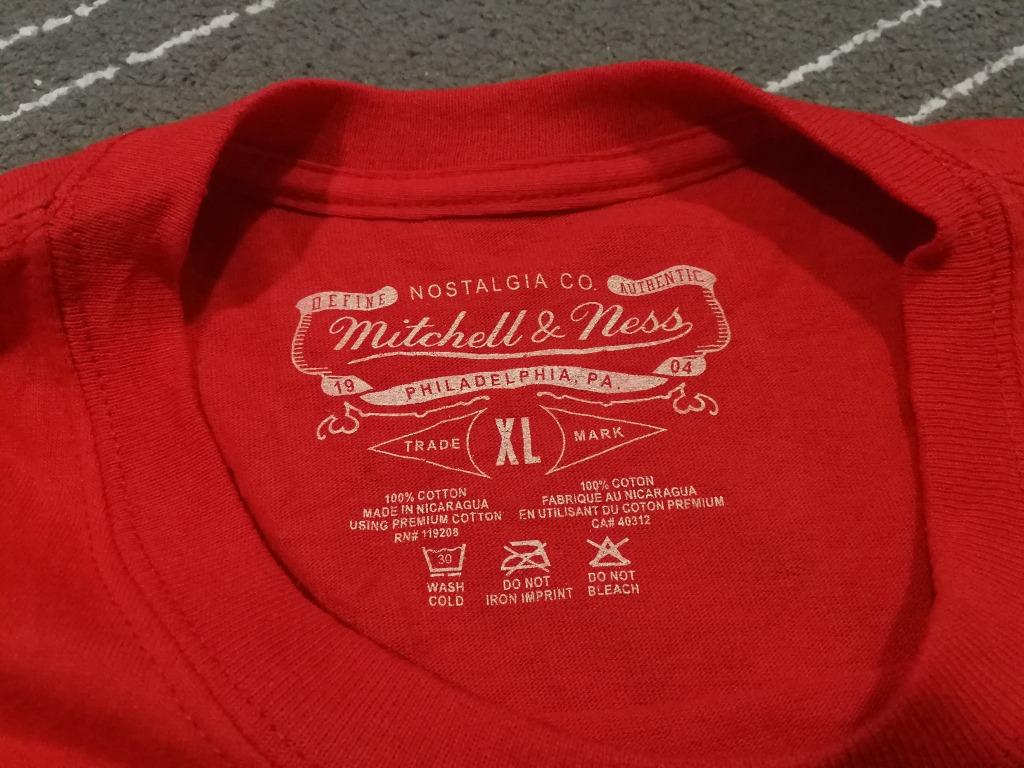 DEFINE NOSTALGIA CO. AUTHENTIC
Mitchell & Ness
19 PHILADELPHIA, PA. 04
TRADE XL MARK
100% COTTON
MADE IN NICARAGUA
USING PREMIUM COTTON
RN# 119208
100% COTON
FABRIQUE AU NICARAGUA
EN UTILISANT DU COTON PREMIUM
CA# 40312
30
WASH
COLD
DO NOT
IRON IMPRINT
DO NOT
BLEACH